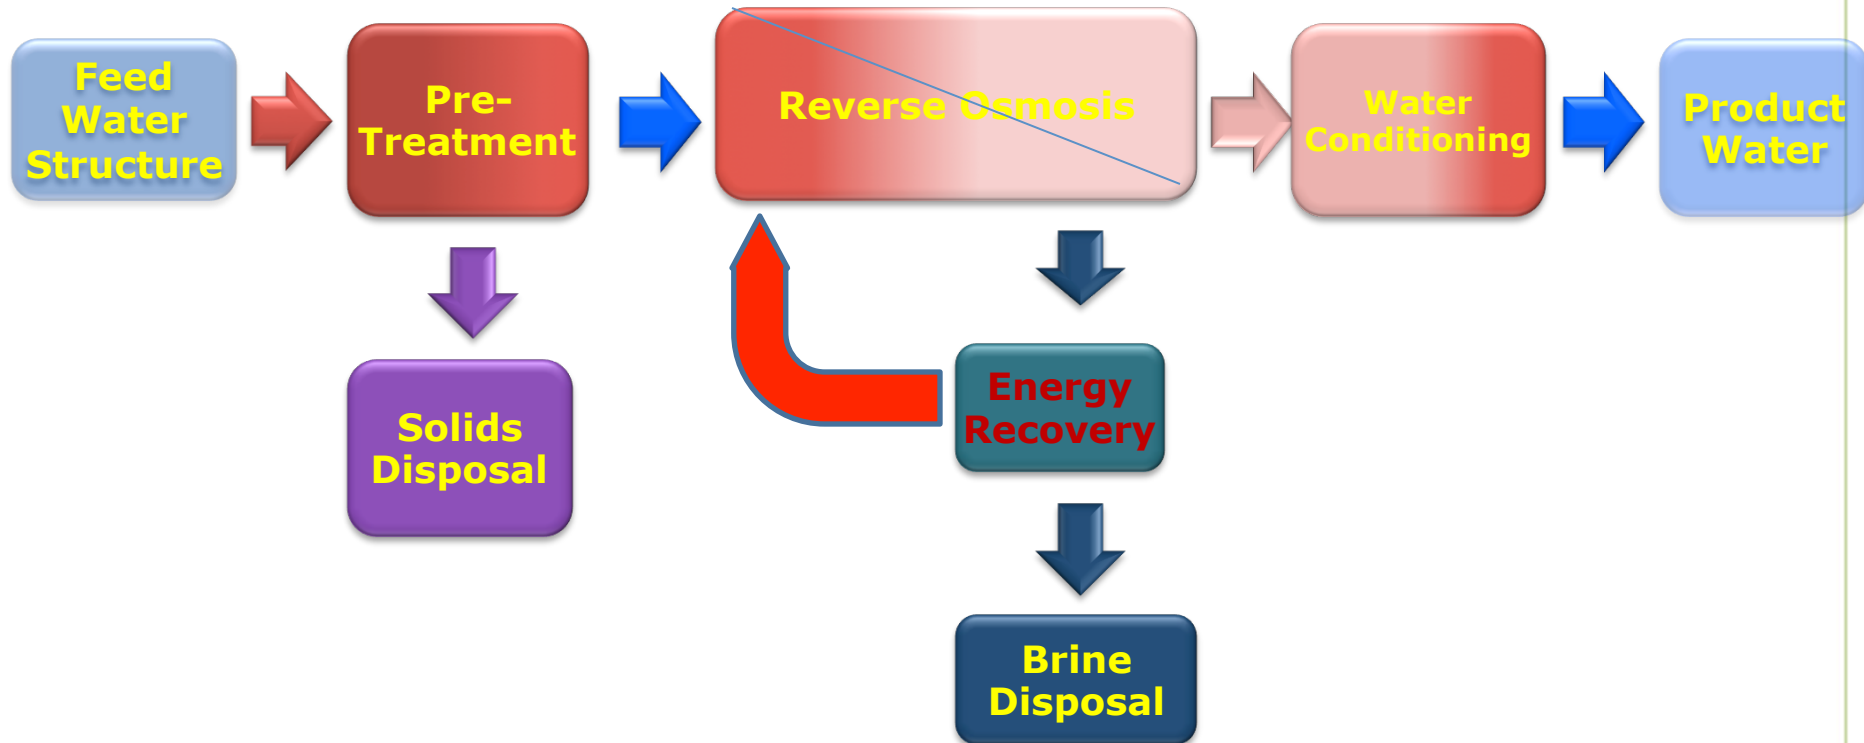 Feed
Water
Structure
Pre-
Treatment
Reverse Osmosis
Water
Conditioning
Product
Water
Solids
Disposal
Energy
Recovery
Brine
Disposal